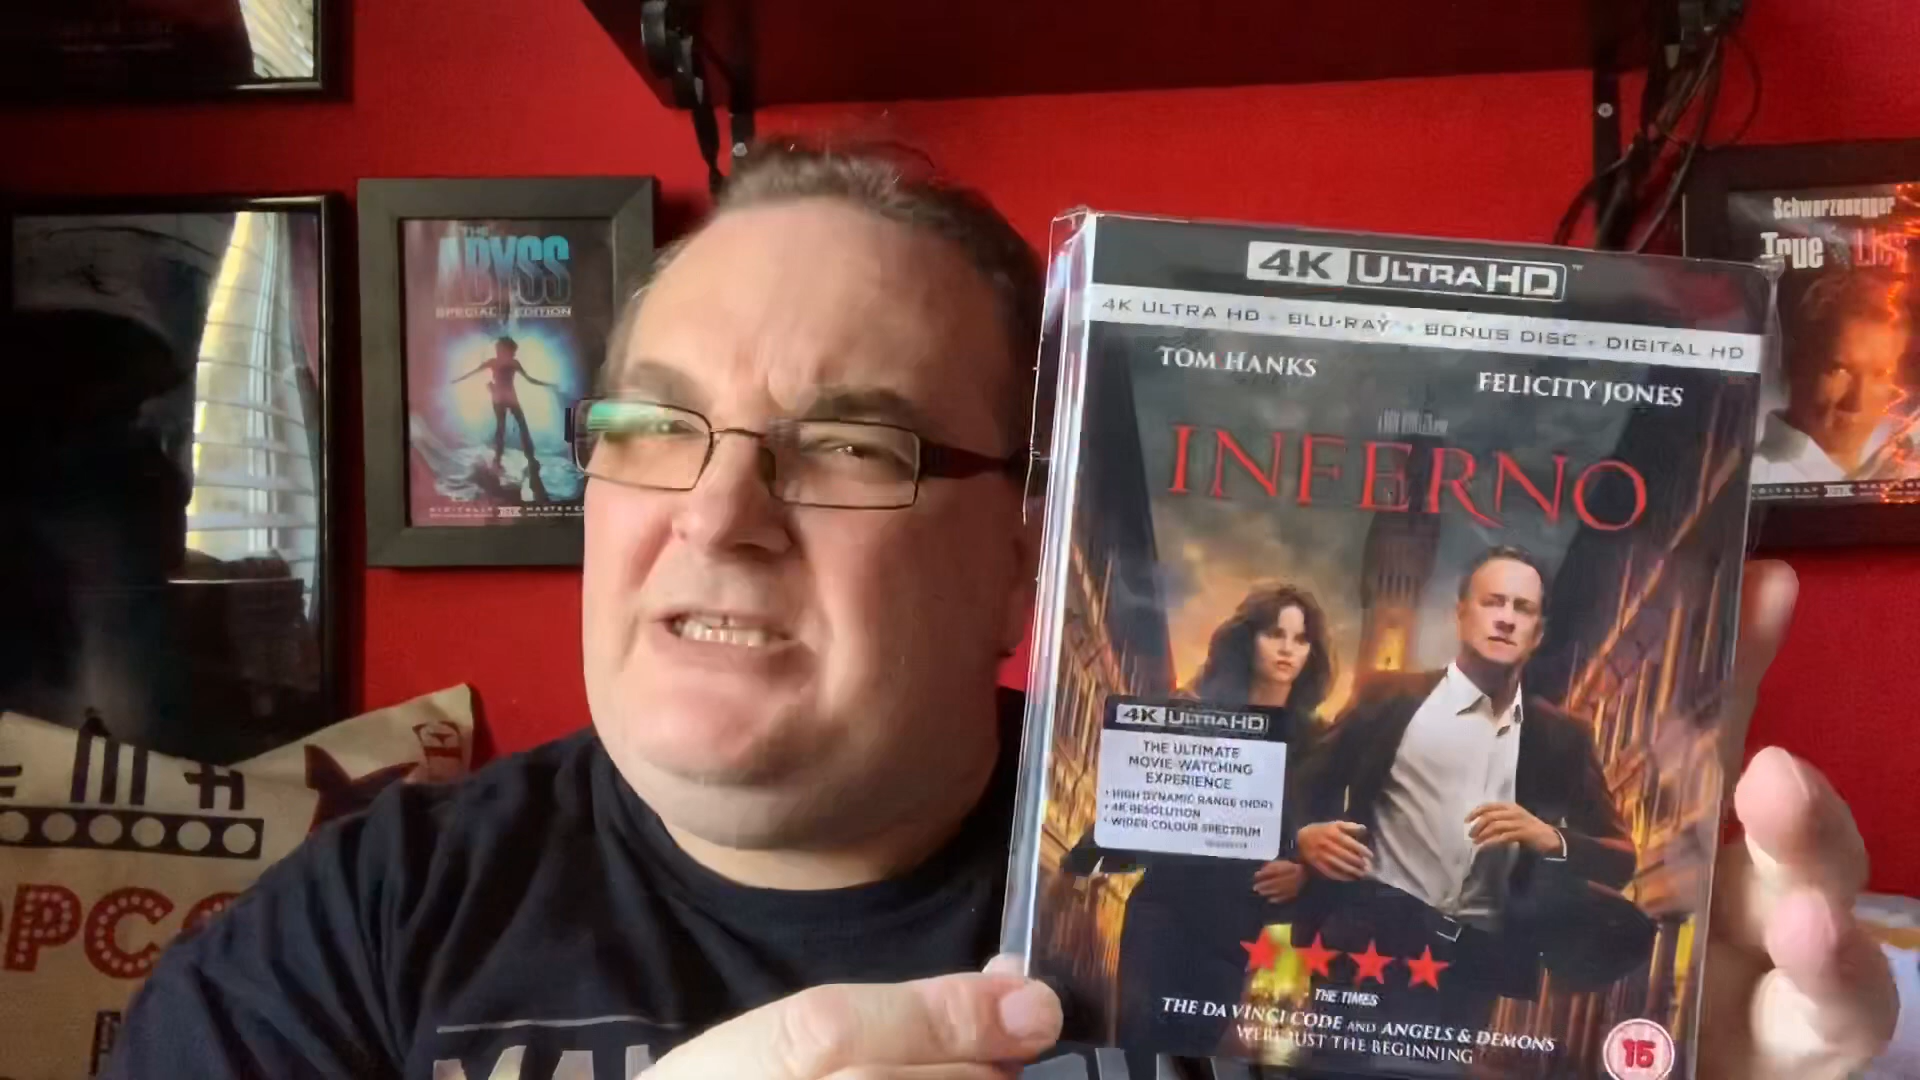 THE
ABYSS
SPECIAL EDITION
Schwarzenegger
True Lies
4K ULTRA HD
4K ULTRA HD · BLU-RAY · BONUS DISC · DIGITAL HD
TOM HANKS
FELICITY JONES
INFERNO
4K ULTRA HD
THE ULTIMATE
MOVIE-WATCHING
EXPERIENCE
• HIGH DYNAMIC RANGE (HDR)
• 4K RESOLUTION
• WIDER COLOUR SPECTRUM
THE TIMES
THE DA VINCI CODE AND ANGELS & DEMONS
WERE JUST THE BEGINNING
15